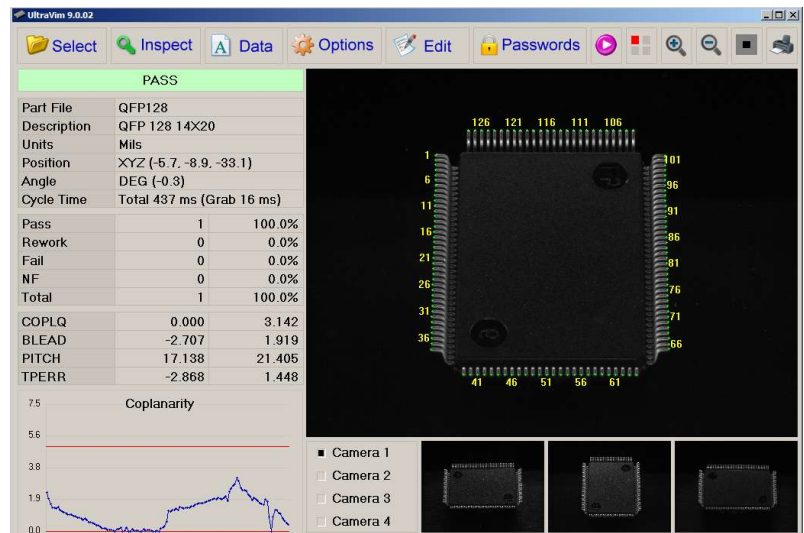 UltraVim 9.0.02
Select Inspect Data Options Edit Passwords
PASS
Part File QFP128
Description QFP 128 14X20
Units Mils
Position XYZ (-5.7, -8.9, -33.1)
Angle DEG (-0.3)
Cycle Time Total 437 ms (Grab 16 ms)
Pass 1 100.0%
Rework 0 0.0%
Fail 0 0.0%
NF 0 0.0%
Total 1 100.0%
COPLQ 0.000 3.142
BLEAD -2.707 1.919
PITCH 17.138 21.405
TPERR -2.868 1.448
Coplanarity
7.5
5.6
3.8
1.9
0.0
126 121 116 111 106
1 101
6 96
11 91
16 86
21 81
26 76
31 71
36 66
41 46 51 56 61
Camera 1
Camera 2
Camera 3
Camera 4